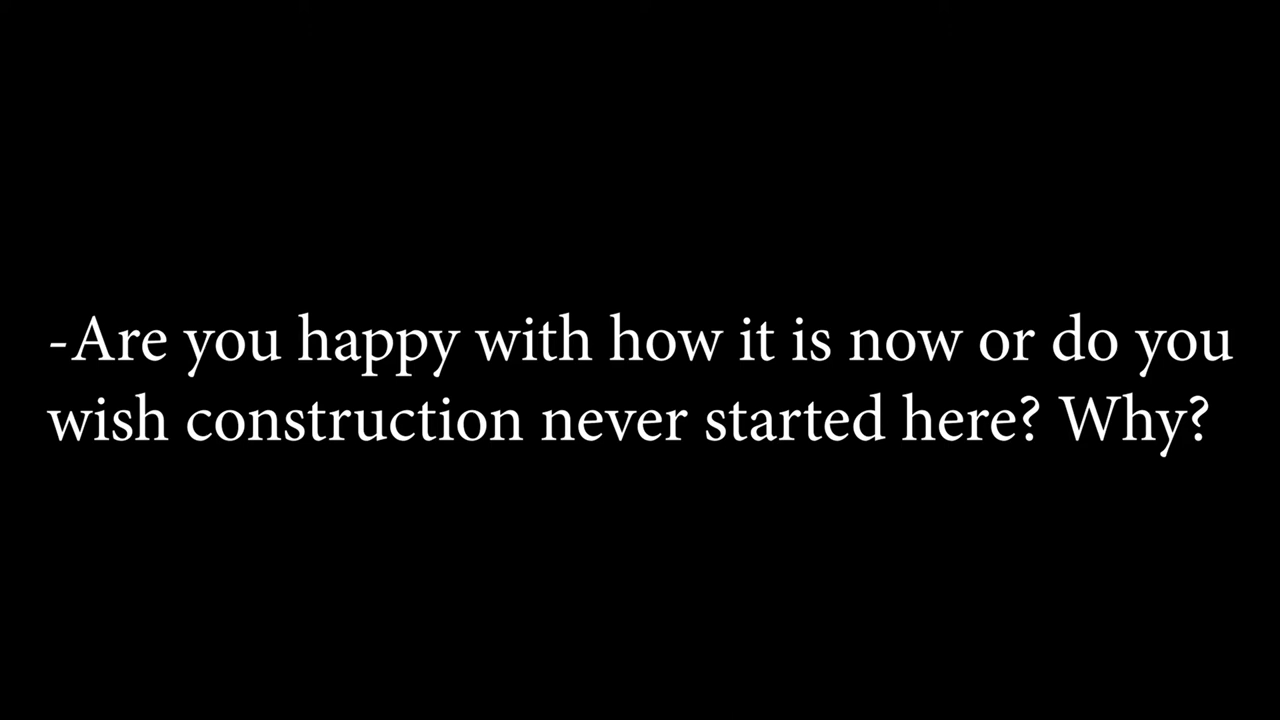 -Are you happy with how it is now or do you
wish construction never started here? Why?